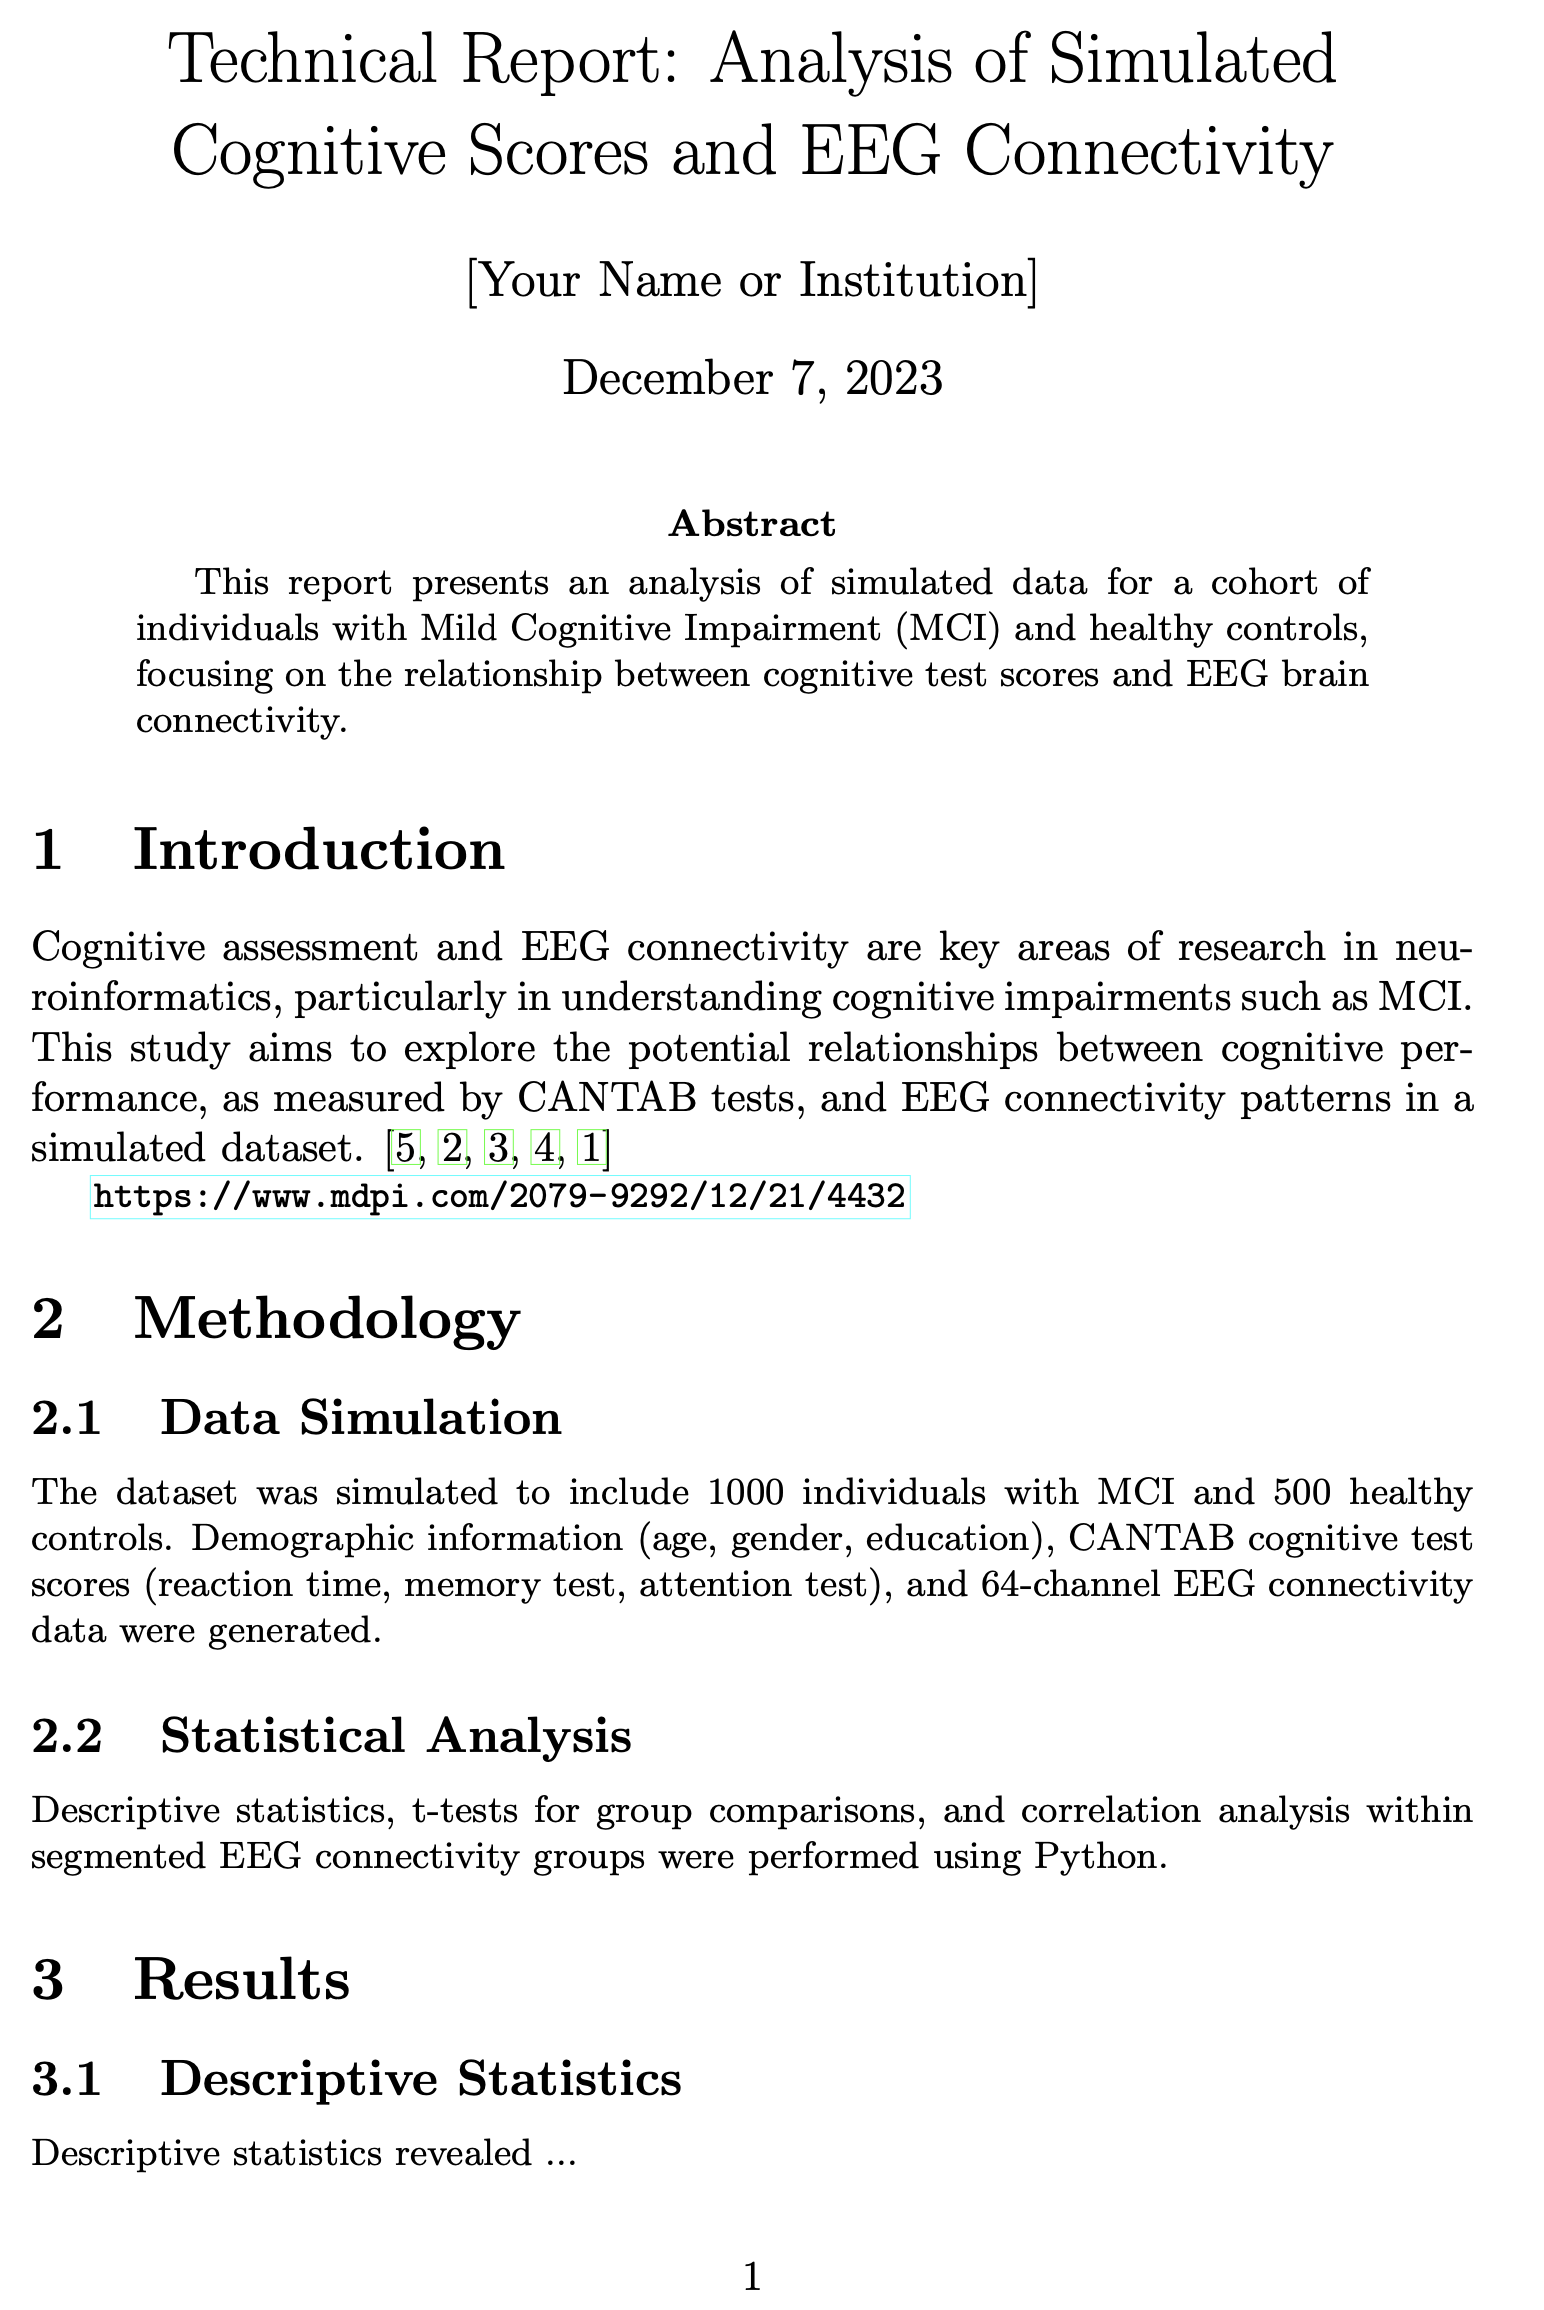 Technical Report: Analysis of Simulated
Cognitive Scores and EEG Connectivity
[Your Name or Institution]
December 7, 2023
Abstract
This report presents an analysis of simulated data for a cohort of
individuals with Mild Cognitive Impairment (MCI) and healthy controls,
focusing on the relationship between cognitive test scores and EEG brain
connectivity.
1 Introduction
Cognitive assessment and EEG connectivity are key areas of research in neu-
roinformatics, particularly in understanding cognitive impairments such as MCI.
This study aims to explore the potential relationships between cognitive per-
formance, as measured by CANTAB tests, and EEG connectivity patterns in a
simulated dataset. [5, 2, 3, 4, 1]
https://www.mdpi.com/2079-9292/12/21/4432
2 Methodology
2.1 Data Simulation
The dataset was simulated to include 1000 individuals with MCI and 500 healthy
controls. Demographic information (age, gender, education), CANTAB cognitive test
scores (reaction time, memory test, attention test), and 64-channel EEG connectivity
data were generated.
2.2 Statistical Analysis
Descriptive statistics, t-tests for group comparisons, and correlation analysis within
segmented EEG connectivity groups were performed using Python.
3 Results
3.1 Descriptive Statistics
Descriptive statistics revealed ...
1